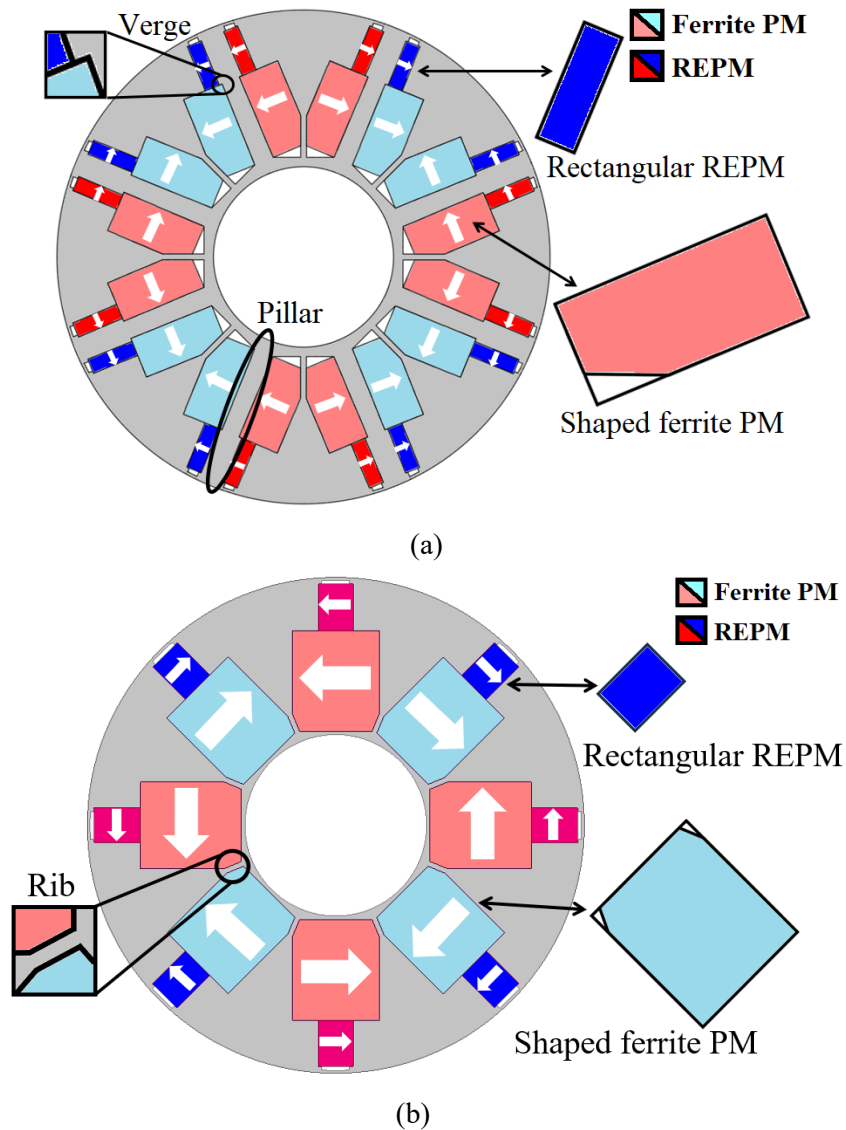 Verge
Ferrite PM
REPM
Rectangular REPM
Pillar
Shaped ferrite PM
(a)
Ferrite PM
REPM
Rectangular REPM
Rib
Shaped ferrite PM
(b)